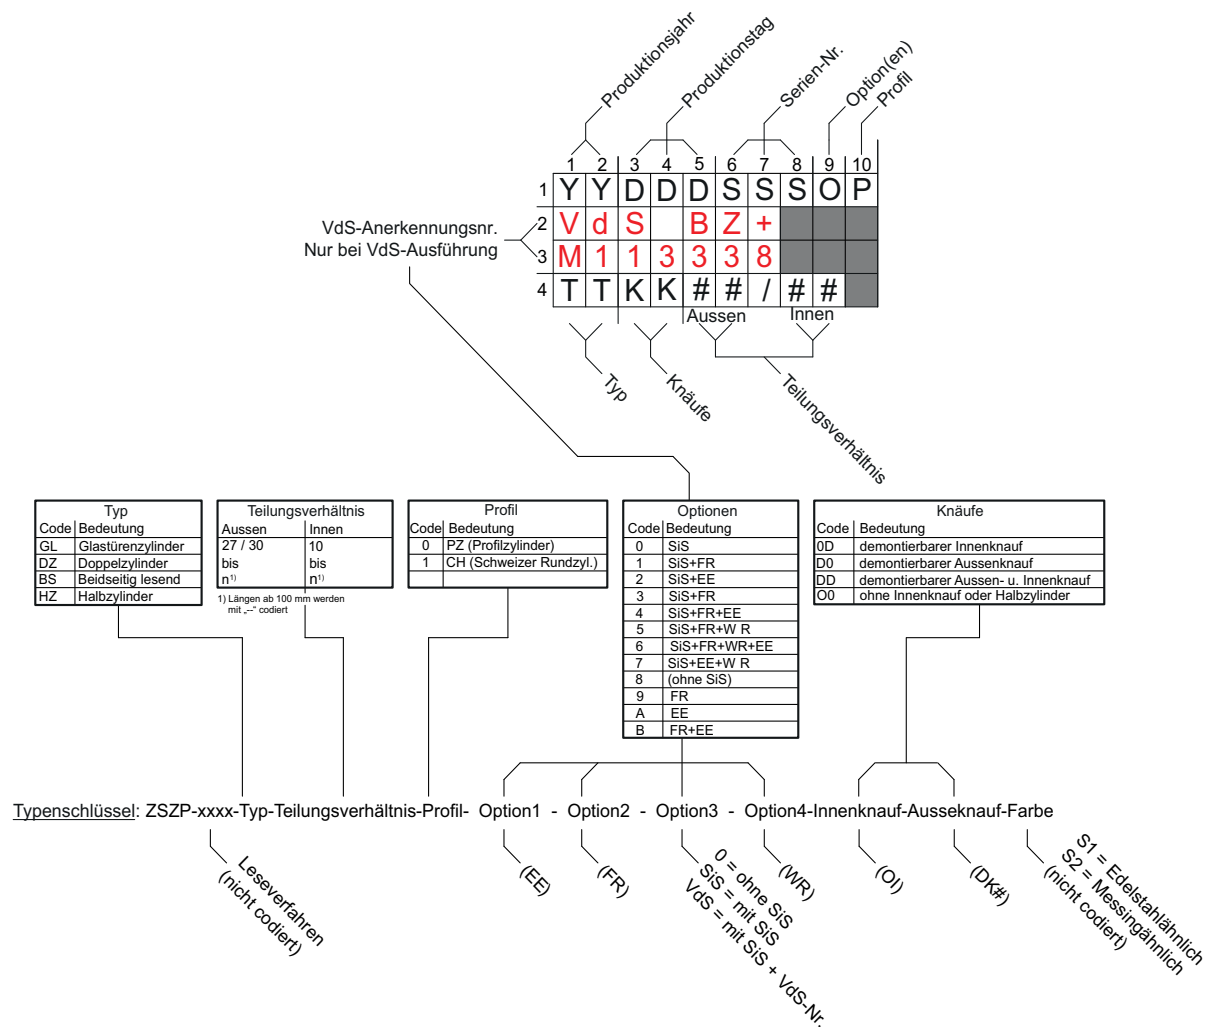 Produktionsjahr
Produktionstag
Serien-Nr.
Option(en)
Profil
1 2 3 4 5 6 7 8 9 10
1 Y Y D D D S S S O P
2 V d S B Z +
3 M 1 1 3 3 3 8
4 T T K K # # / # #
VdS-Anerkennungsnr.
Nur bei VdS-Ausführung
Aussen Innen
Typ
Knäufe
Teilungsverhältnis
Typ
Code Bedeutung
GL Glastürenzylinder
DZ Doppelzylinder
BS Beidseitig lesend
HZ Halbzylinder
Teilungsverhältnis
Aussen Innen
27 / 30 10
bis bis
n1) n1)
1) Längen ab 100 mm werden
mit „--“ codiert
Profil
Code Bedeutung
0 PZ (Profilzylinder)
1 CH (Schweizer Rundzyl.)
Optionen
Code Bedeutung
0 SiS
1 SiS+FR
2 SiS+EE
3 SiS+FR
4 SiS+FR+EE
5 SiS+FR+W R
6 SiS+FR+WR+EE
7 SiS+EE+W R
8 (ohne SiS)
9 FR
A EE
B FR+EE
Knäufe
Code Bedeutung
0D demontierbarer Innenknauf
D0 demontierbarer Aussenknauf
DD demontierbarer Aussen- u. Innenknauf
O0 ohne Innenknauf oder Halbzylinder
Typenschlüssel: ZSZP-xxxx-Typ-Teilungsverhältnis-Profil- Option1 - Option2 - Option3 - Option4-Innenknauf-Ausseknauf-Farbe
Leseverfahren
(nicht codiert)
(EE)
(FR)
0 = ohne SiS
SiS = mit SiS
VdS = mit SiS + VdS-Nr.
(WR)
(OI)
(DK#)
S1 = Edelstahlähnlich
S2 = Messingähnlich
(nicht codiert)